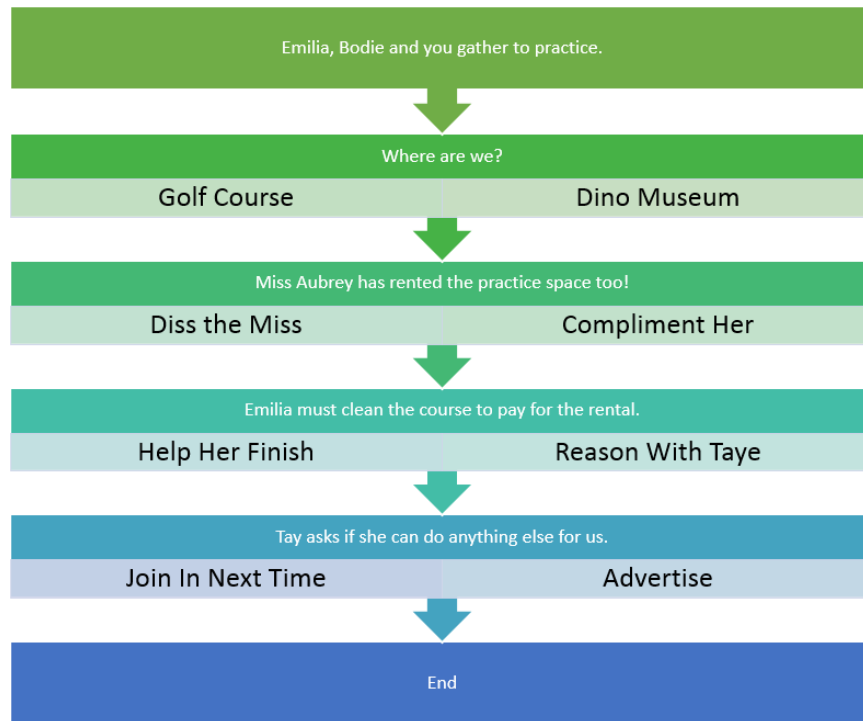 Emilia, Bodie and you gather to practice.
Where are we?
Golf Course
Dino Museum
Miss Aubrey has rented the practice space too!
Diss the Miss
Compliment Her
Emilia must clean the course to pay for the rental.
Help Her Finish
Reason With Taye
Tay asks if she can do anything else for us.
Join In Next Time
Advertise
End